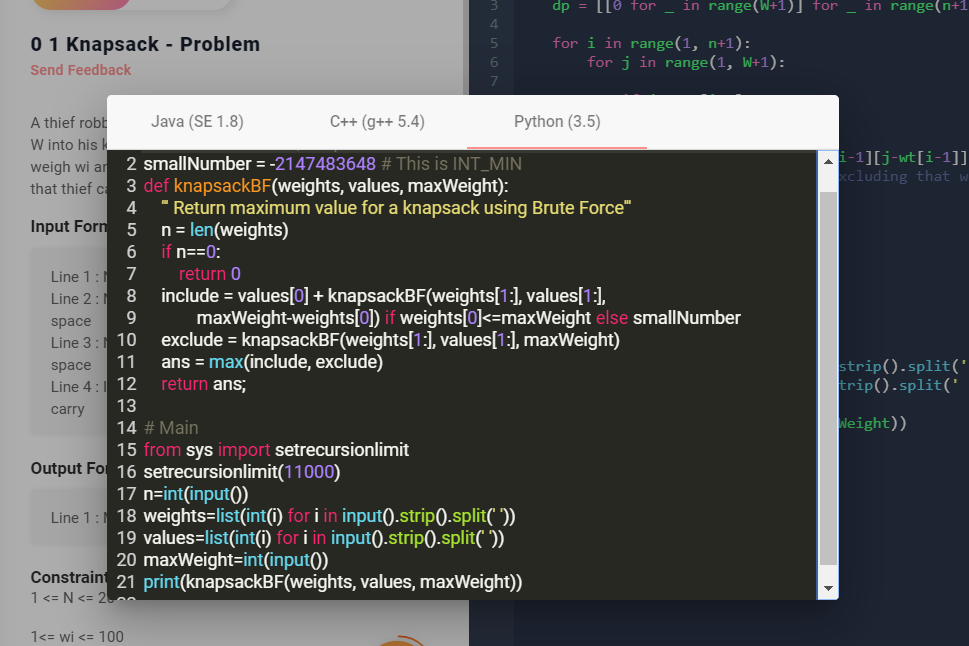 0 1 Knapsack - Problem
Send Feedback
A thief robb
W into his k
weigh wi an
that thief ca
Input Form
Line 1 : N
Line 2 : N
space
Line 3 : N
space
Line 4 : I
carry
Output Fo
Line 1 : N
Constraint
1 <= N <= 20
1<= wi <= 100
3 dp = [[0 for _ in range(W+1)] for _ in range(n+1
4
5 for i in range(1, n+1):
6 for j in range(1, W+1):
7
i-1][j-wt[i-1]]
xcluding that w
strip().split('
trip().split('
Weight))
Java (SE 1.8) C++ (g++ 5.4) Python (3.5)
2 smallNumber = -2147483648 # This is INT_MIN
3 def knapsackBF(weights, values, maxWeight):
4 ''' Return maximum value for a knapsack using Brute Force'''
5 n = len(weights)
6 if n==0:
7 return 0
8 include = values[0] + knapsackBF(weights[1:], values[1:],
9 maxWeight-weights[0]) if weights[0]<=maxWeight else smallNumber
10 exclude = knapsackBF(weights[1:], values[1:], maxWeight)
11 ans = max(include, exclude)
12 return ans;
13
14 # Main
15 from sys import setrecursionlimit
16 setrecursionlimit(11000)
17 n=int(input())
18 weights=list(int(i) for i in input().strip().split(' '))
19 values=list(int(i) for i in input().strip().split(' '))
20 maxWeight=int(input())
21 print(knapsackBF(weights, values, maxWeight))